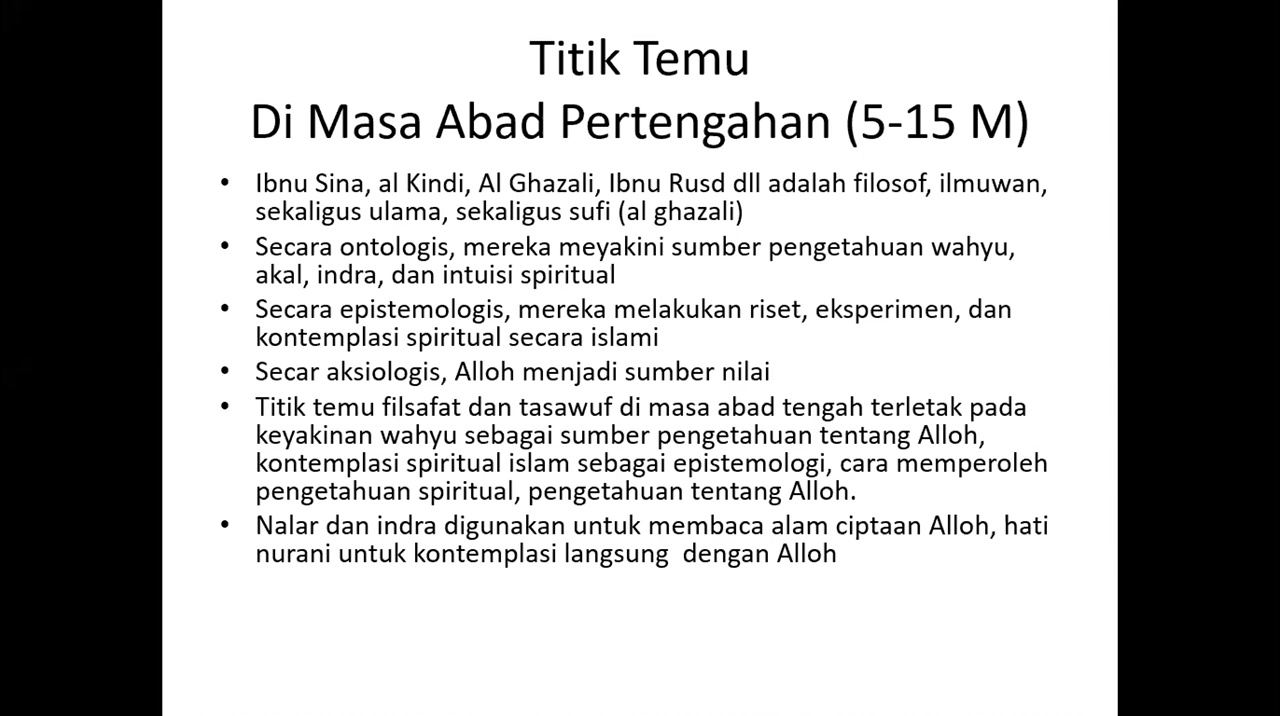 Titik Temu
Di Masa Abad Pertengahan (5-15 M)
• Ibnu Sina, al Kindi, Al Ghazali, Ibnu Rusd dll adalah filosof, ilmuwan,
sekaligus ulama, sekaligus sufi (al ghazali)
• Secara ontologis, mereka meyakini sumber pengetahuan wahyu,
akal, indra, dan intuisi spiritual
• Secara epistemologis, mereka melakukan riset, eksperimen, dan
kontemplasi spiritual secara islami
• Secar aksiologis, Alloh menjadi sumber nilai
• Titik temu filsafat dan tasawuf di masa abad tengah terletak pada
keyakinan wahyu sebagai sumber pengetahuan tentang Alloh,
kontemplasi spiritual islam sebagai epistemologi, cara memperoleh
pengetahuan spiritual, pengetahuan tentang Alloh.
• Nalar dan indra digunakan untuk membaca alam ciptaan Alloh, hati
nurani untuk kontemplasi langsung  dengan Alloh